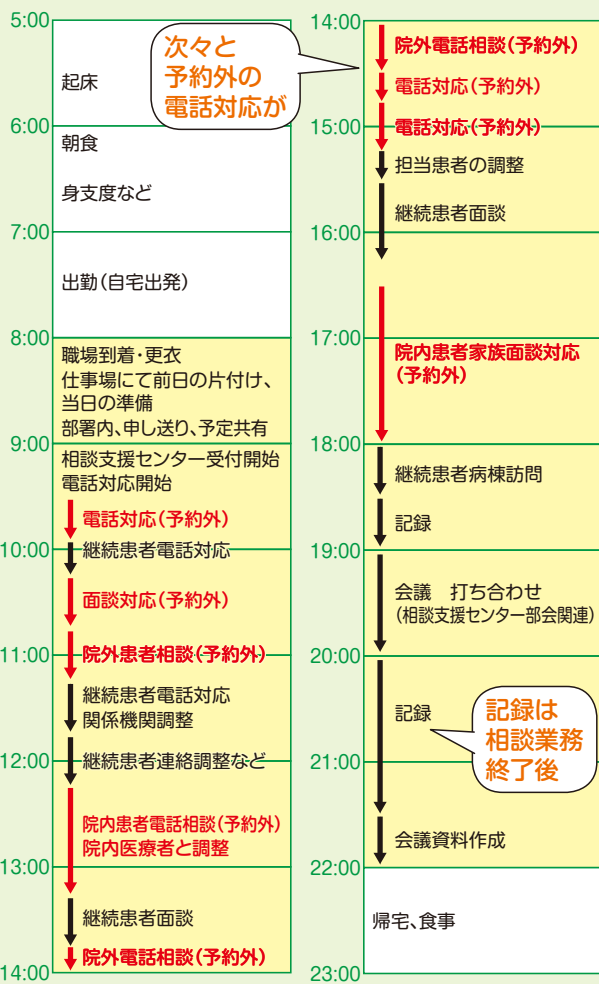 5:00
次々と
予約外の
電話対応が
起床
6:00
朝食
身支度など
7:00
出勤(自宅出発)
8:00
職場到着・更衣
仕事場にて前日の片付け、
当日の準備
部署内、申し送り、予定共有
9:00
相談支援センター受付開始
電話対応開始
電話対応(予約外)
10:00
継続患者電話対応
面談対応(予約外)
11:00
院外患者相談(予約外)
継続患者電話対応
関係機関調整
12:00
継続患者連絡調整など
院内患者電話相談(予約外)
院内医療者と調整
13:00
継続患者面談
院外電話相談(予約外)
14:00
14:00
院外電話相談(予約外)
電話対応(予約外)
15:00
電話対応(予約外)
担当患者の調整
継続患者面談
16:00
17:00
院内患者家族面談対応
(予約外)
18:00
継続患者病棟訪問
記録
19:00
会議 打ち合わせ
(相談支援センター部会関連)
20:00
記録
記録は
相談業務
終了後
21:00
会議資料作成
22:00
帰宅、食事
23:00